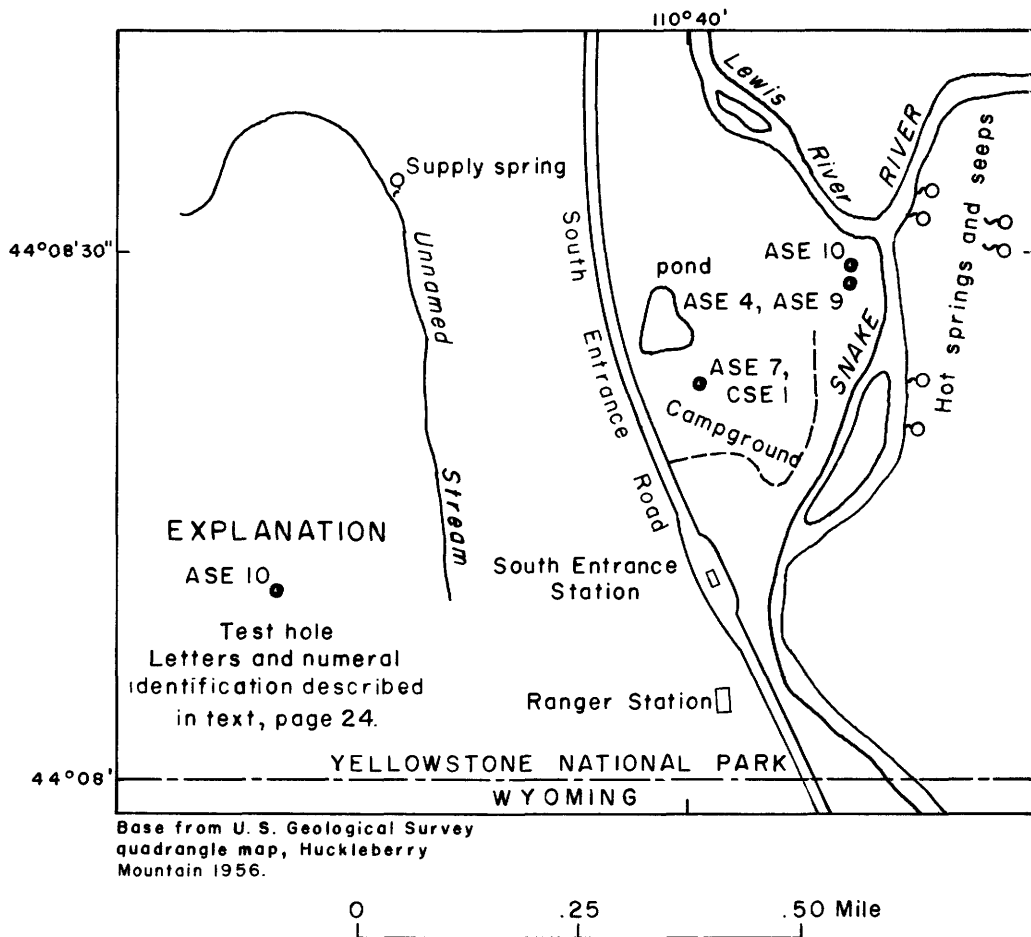 110°40'
Lewis
River
RIVER
Supply spring
Hot springs and seeps
44°08'30"
Unnamed
Stream
South
Entrance
Road
ASE 10
pond
ASE 4, ASE 9
SNAKE
ASE 7,
CSE 1
Campground
EXPLANATION
ASE 10
Test hole
Letters and numeral
identification described
in text, page 24.
South Entrance
Station
Ranger Station
44°08'
YELLOWSTONE NATIONAL PARK
WYOMING
Base from U. S. Geological Survey
quadrangle map, Huckleberry
Mountain 1956.
0 .25 .50 Mile